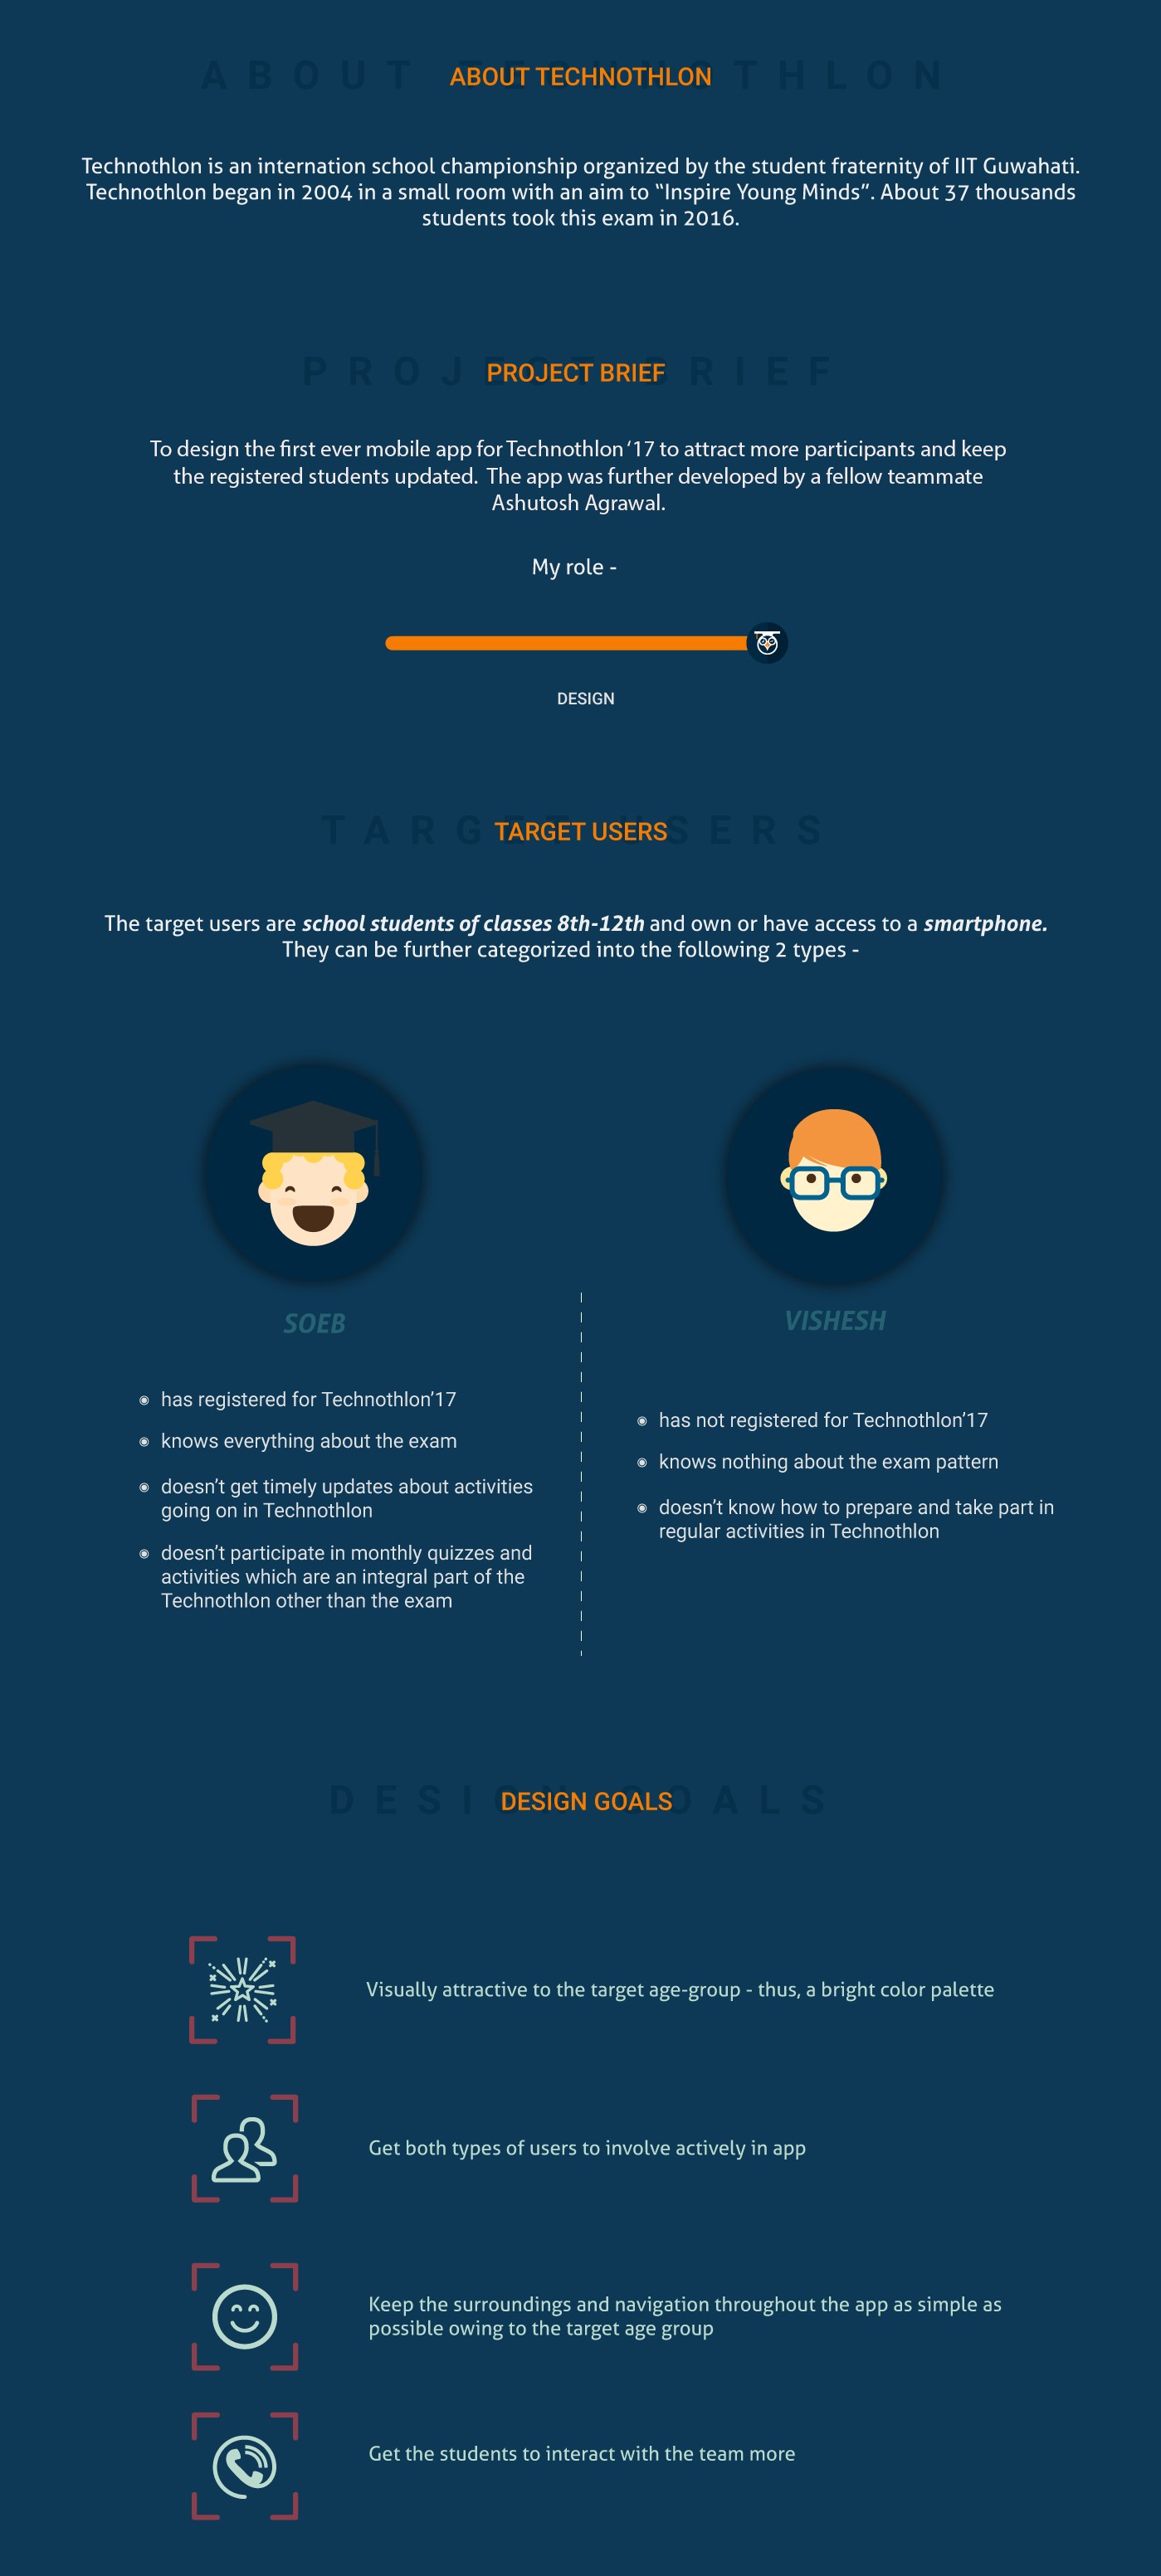 ABOUT TECHNOTHLON
ABOUT TECHNOTHLON
Technothlon is an internation school championship organized by the student fraternity of IIT Guwahati.
Technothlon began in 2004 in a small room with an aim to “Inspire Young Minds”. About 37 thousands
students took this exam in 2016.
PROJECT BRIEF
PROJECT BRIEF
To design the first ever mobile app for Technothlon ‘17 to attract more participants and keep
the registered students updated.  The app was further developed by a fellow teammate
Ashutosh Agrawal.
My role -
DESIGN
TARGET USERS
TARGET USERS
The target users are school students of classes 8th-12th and own or have access to a smartphone.
They can be further categorized into the following 2 types -
SOEB
has registered for Technothlon’17
knows everything about the exam
doesn’t get timely updates about activities
going on in Technothlon
doesn’t participate in monthly quizzes and
activities which are an integral part of the
Technothlon other than the exam
VISHESH
has not registered for Technothlon’17
knows nothing about the exam pattern
doesn’t know how to prepare and take part in
regular activities in Technothlon
DESIGN GOALS
DESIGN GOALS
Visually attractive to the target age-group - thus, a bright color palette
Get both types of users to involve actively in app
Keep the surroundings and navigation throughout the app as simple as
possible owing to the target age group
Get the students to interact with the team more